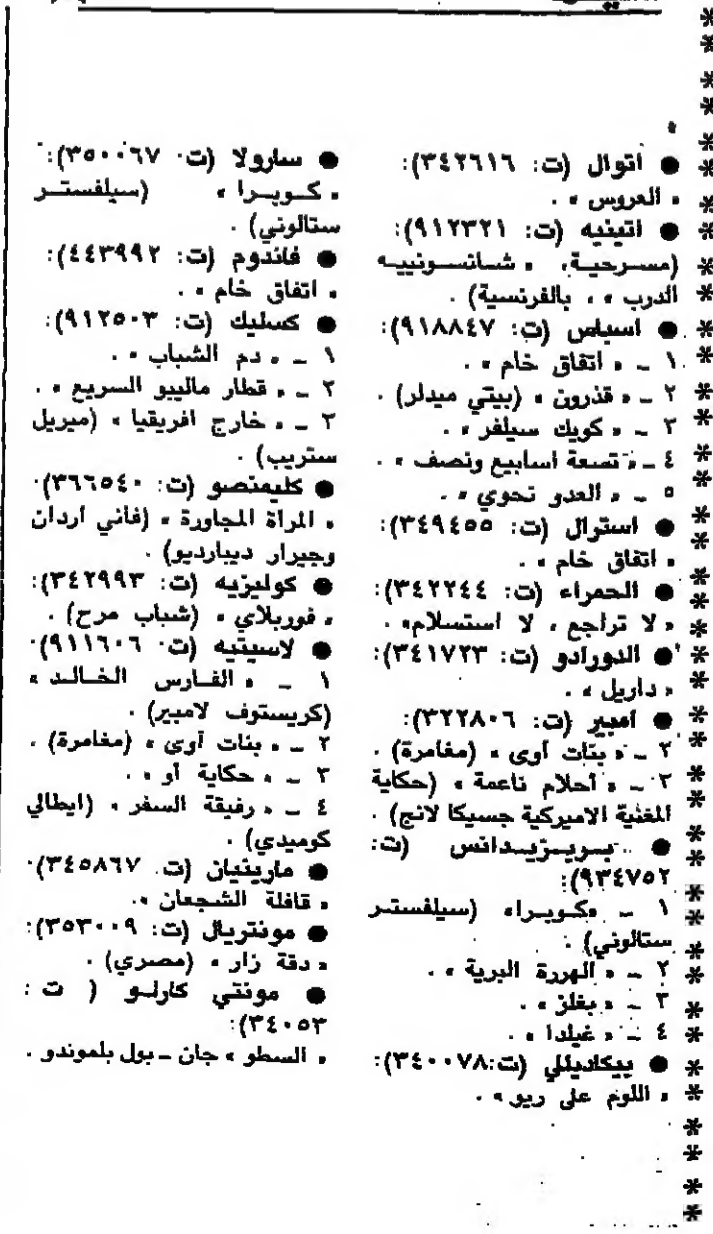 ● اتوال (ت: ٣٤٢٦١٦):
« العروس » .
● اتينيه (ت: ٩١٢٣٢١):
(مسرحية، « شانسونييه
الدرب » ، بالفرنسية) .
● اسباس (ت: ٩١٨٨٤٧):
١ ـ « اتفاق خام » .
٢ ـ « قذرون » (بيتي ميدلر) .
٣ ـ « كويك سيلفر » .
٤ ـ « تسعة اسابيع ونصف » .
٥ ـ « العدو نحوي » .
● استرال (ت: ٣٤٩٤٥٥):
« اتفاق خام » .
● الحمراء (ت: ٣٤٢٢٤٤):
« لا تراجع ، لا استسلام» .
● الدورادو (ت: ٣٤١٧٢٣):
« داريل » .
● امبير (ت: ٣٢٢٨٠٦):
٢ ـ « بنات آوى » (مغامرة) .
٢ ـ « أحلام ناعمة » (حكاية
المغنية الاميركية جسيكا لانج) .
● بريزيدانس (ت:
٩٣٤٧٥٢):
١ ـ «كوبرا» (سيلفستر
ستالوني) .
٢ ـ « الهررة البرية » .
٣ ـ « بغلز » .
٤ ـ « غيلدا » .
● بيكاديللي (ت:٣٤٠٠٧٨):
« اللوم على ريو » .
● سارولا (ت: ٣٥٠٠٦٧):
« كوبرا » (سيلفستر
ستالوني) .
● فاندوم (ت: ٤٤٣٩٩٢):
« اتفاق خام » .
● كسليك (ت: ٩١٢٥٠٣):
١ ـ « دم الشباب » .
٢ ـ « قطار ماليبو السريع » .
٣ ـ « خارج افريقيا » (ميريل
ستريب) .
● كليمنصو (ت: ٣٦٦٥٤٠)
« المرأة المجاورة » (فاني اردان
وجيرار ديبارديو) .
● كوليزيه (ت: ٣٤٢٩٩٣):
« فوربلاي » (شباب مرح) .
● لاسيتيه (ت: ٩١١٦٠٦)
١ ـ « الفارس الخالد »
(كريستوف لامبير) .
٢ ـ « بنات آوى » (مغامرة) .
٣ ـ « حكاية أو » .
٤ ـ « رفيقة السفر » (ايطالي
كوميدي) .
● مارينيان (ت. ٣٤٥٨٦٧)
« قافلة الشجعان » .
● مونتريال (ت: ٣٥٣٠٠٩):
« دقة زار » (مصري) .
● مونتي كارلو ( ت :
٣٤٠٥٣):
« السطو » جان ـ بول بلموندو .